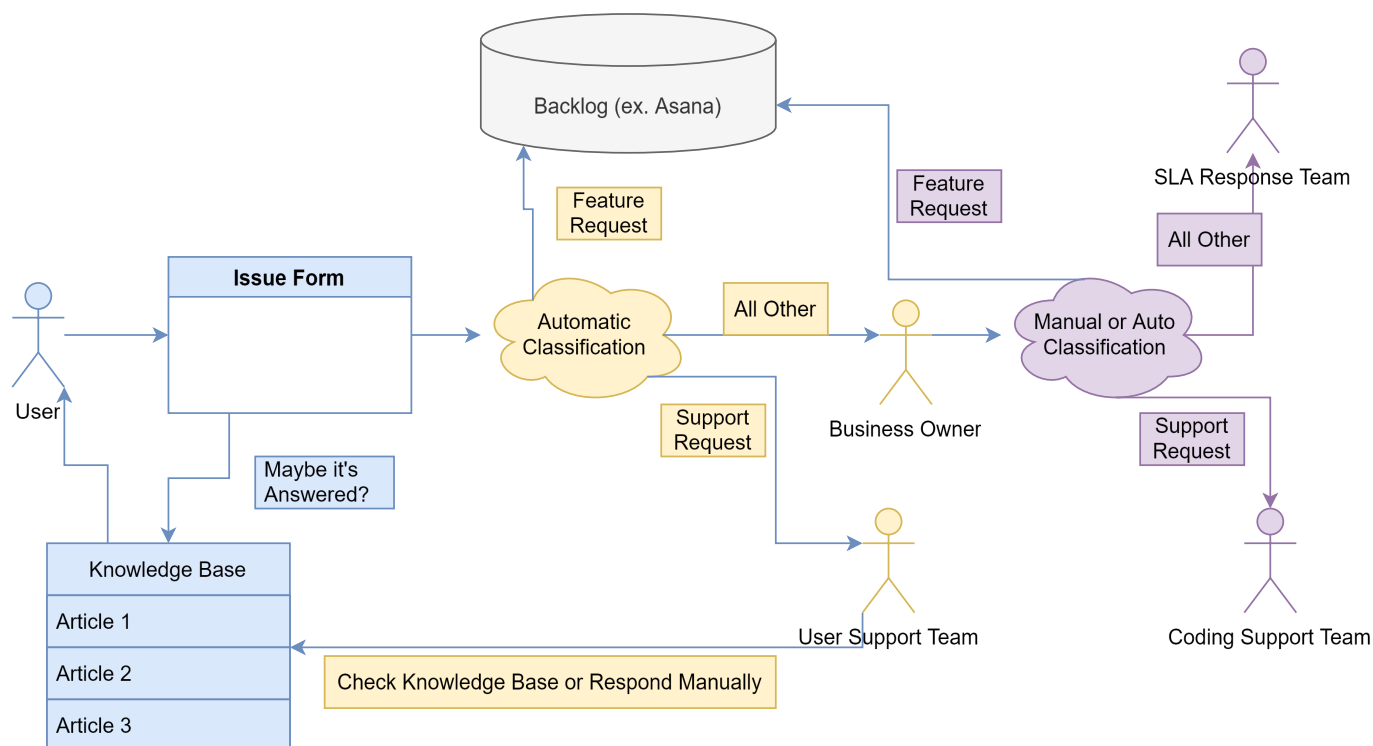 Backlog (ex. Asana)
SLA Response Team
Feature
Request
Feature
Request
All Other
Issue Form
All Other
Automatic
Classification
Manual or Auto
Classification
User
Support
Request
Business Owner
Support
Request
Maybe it's
Answered?
Knowledge Base
Article 1
User Support Team
Coding Support Team
Article 2
Check Knowledge Base or Respond Manually
Article 3